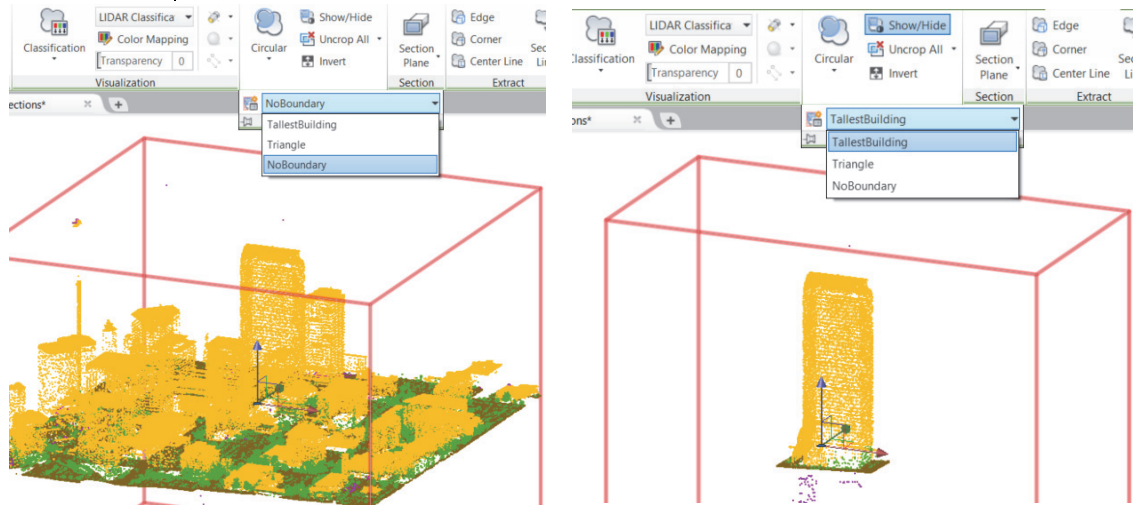 LIDAR Classifica
Show/Hide
Edge
Color Mapping
Uncrop All
Corner
Classification
Circular
Section
Plane
Transparency 0
Invert
Center Line
Visualization
Section
Extract
ections*
NoBoundary
TallestBuilding
Triangle
NoBoundary
LIDAR Classifica
Show/Hide
Edge
Color Mapping
Uncrop All
Corner
lassification
Circular
Section
Plane
Transparency 0
Invert
Center Line
Visualization
Section
Extract
ons*
TallestBuilding
TallestBuilding
Triangle
NoBoundary